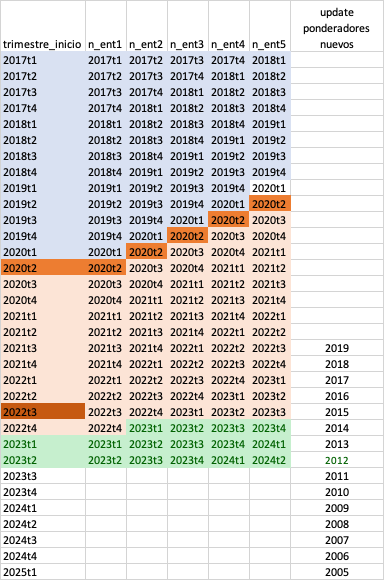 update
ponderadores
trimestre_inicio n_ent1 n_ent2 n_ent3 n_ent4 n_ent5 nuevos
2017t1 2017t1 2017t2 2017t3 2017t4 2018t1
2017t2 2017t2 2017t3 2017t4 2018t1 2018t2
2017t3 2017t3 2017t4 2018t1 2018t2 2018t3
2017t4 2017t4 2018t1 2018t2 2018t3 2018t4
2018t1 2018t1 2018t2 2018t3 2018t4 2019t1
2018t2 2018t2 2018t3 2018t4 2019t1 2019t2
2018t3 2018t3 2018t4 2019t1 2019t2 2019t3
2018t4 2018t4 2019t1 2019t2 2019t3 2019t4
2019t1 2019t1 2019t2 2019t3 2019t4 2020t1
2019t2 2019t2 2019t3 2019t4 2020t1 2020t2
2019t3 2019t3 2019t4 2020t1 2020t2 2020t3
2019t4 2019t4 2020t1 2020t2 2020t3 2020t4
2020t1 2020t1 2020t2 2020t3 2020t4 2021t1
2020t2 2020t2 2020t3 2020t4 2021t1 2021t2
2020t3 2020t3 2020t4 2021t1 2021t2 2021t3
2020t4 2020t4 2021t1 2021t2 2021t3 2021t4
2021t1 2021t1 2021t2 2021t3 2021t4 2022t1
2021t2 2021t2 2021t3 2021t4 2022t1 2022t2
2021t3 2021t3 2021t4 2022t1 2022t2 2022t3 2019
2021t4 2021t4 2022t1 2022t2 2022t3 2022t4 2018
2022t1 2022t1 2022t2 2022t3 2022t4 2023t1 2017
2022t2 2022t2 2022t3 2022t4 2023t1 2023t2 2016
2022t3 2022t3 2022t4 2023t1 2023t2 2023t3 2015
2022t4 2022t4 2023t1 2023t2 2023t3 2023t4 2014
2023t1 2023t1 2023t2 2023t3 2023t4 2024t1 2013
2023t2 2023t2 2023t3 2023t4 2024t1 2024t2 2012
2023t3 2011
2023t4 2010
2024t1 2009
2024t2 2008
2024t3 2007
2024t4 2006
2025t1 2005